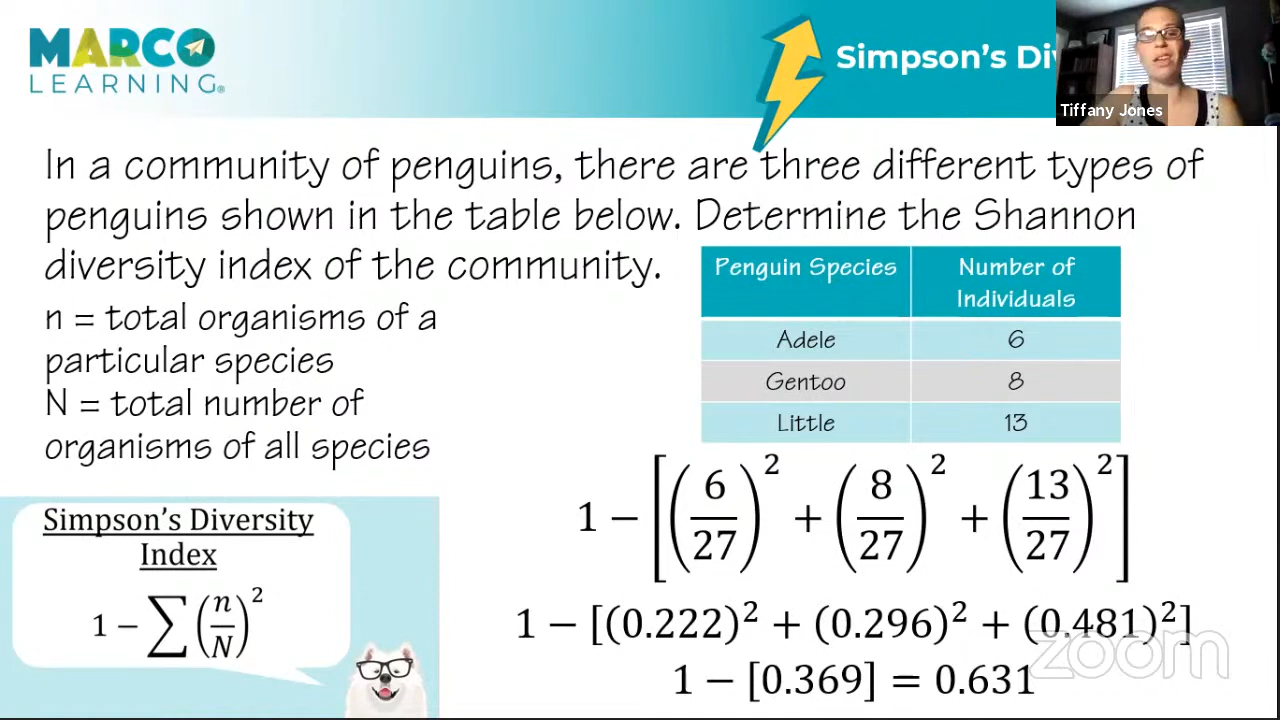 MARCO
LEARNING®
Simpson's Di
Tiffany Jones
In a community of penguins, there are three different types of
penguins shown in the table below. Determine the Shannon
diversity index of the community.
n = total organisms of a
particular species
N = total number of
organisms of all species
Penguin Species Number of
Individuals
Adele 6
Gentoo 8
Little 13
Simpson's Diversity
Index
1 − ∑ (n/N)²
1 − [(6/27)² + (8/27)² + (13/27)²]
1 − [(0.222)² + (0.296)² + (0.481)²]
1 − [0.369] = 0.631
zoom